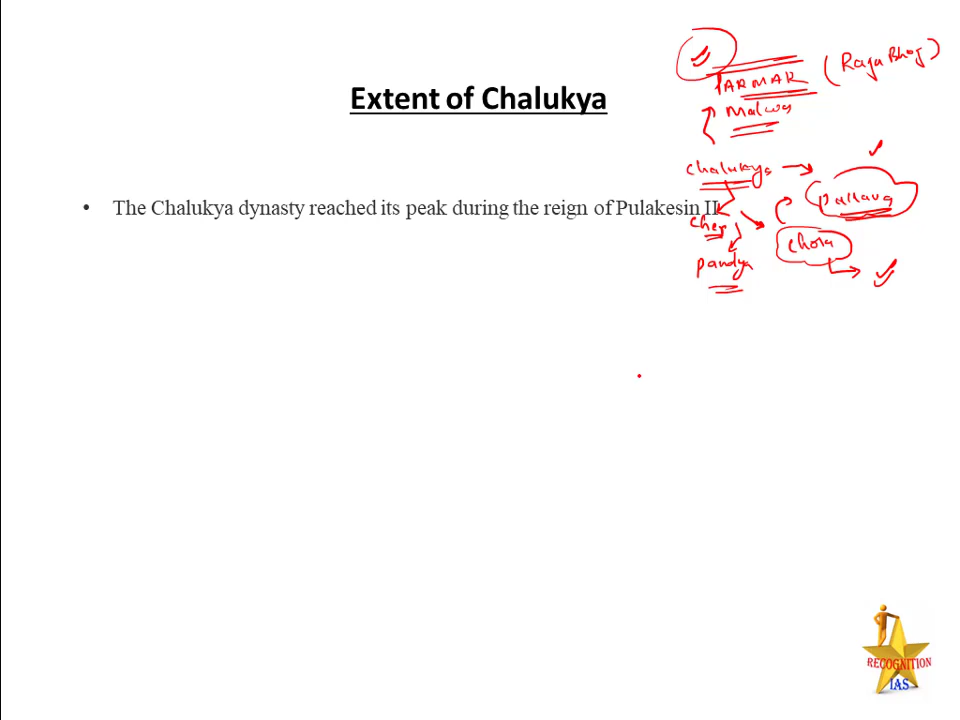 Extent of Chalukya
PARMAR (Raja Bhoj)
Malwa
Chalukya
• The Chalukya dynasty reached its peak during the reign of Pulakesin II
Pallava
Cher
Chora
Pandya
RECOGNITION
IAS